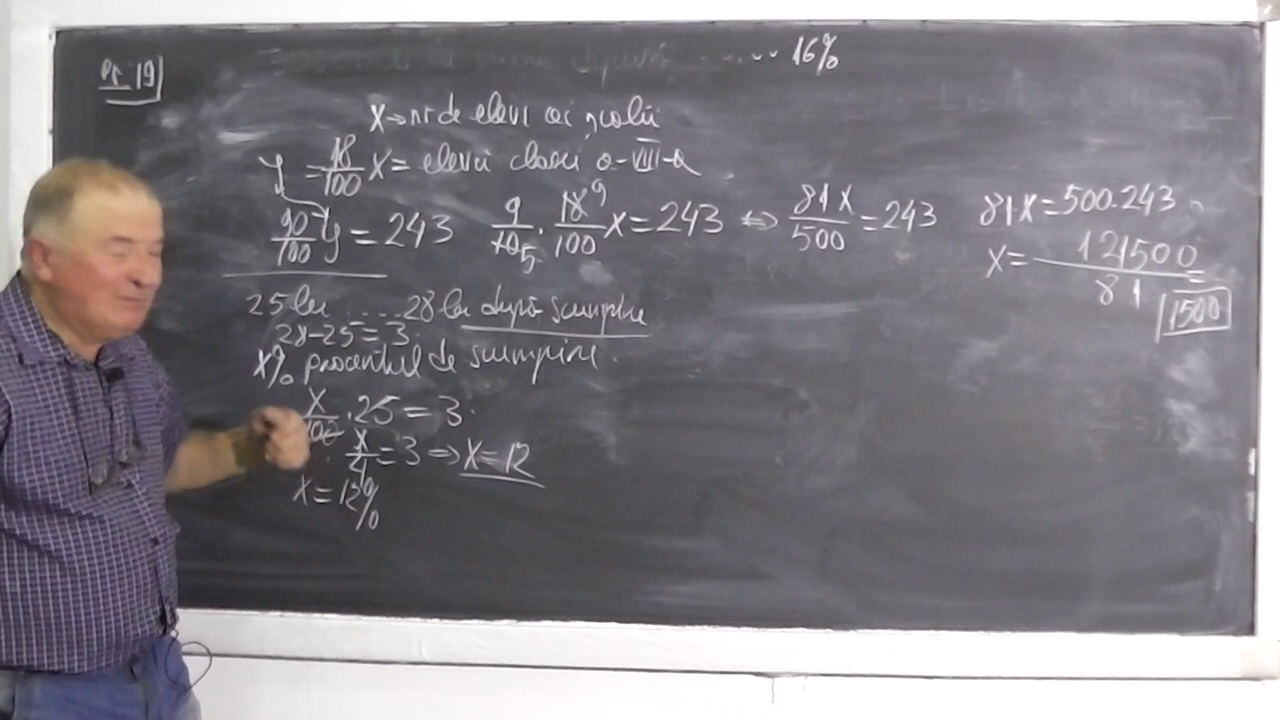 Pr. 19
16%
X → nr de elevi ai școlii
y = 18/100 X = elevii clasei a-VIII-a
90/100 y = 243
9/10 5 · 18 9/100 X = 243 ⇔ 81X/500 = 243
81X = 500·243
X = 121500/81 = 1500
25 lei .... 28 lei după scumpire
28-25=3
X% procentul de scumpire.
X/100 · 25 = 3.
X/4 = 3 ⇒ X = 12
X = 12%